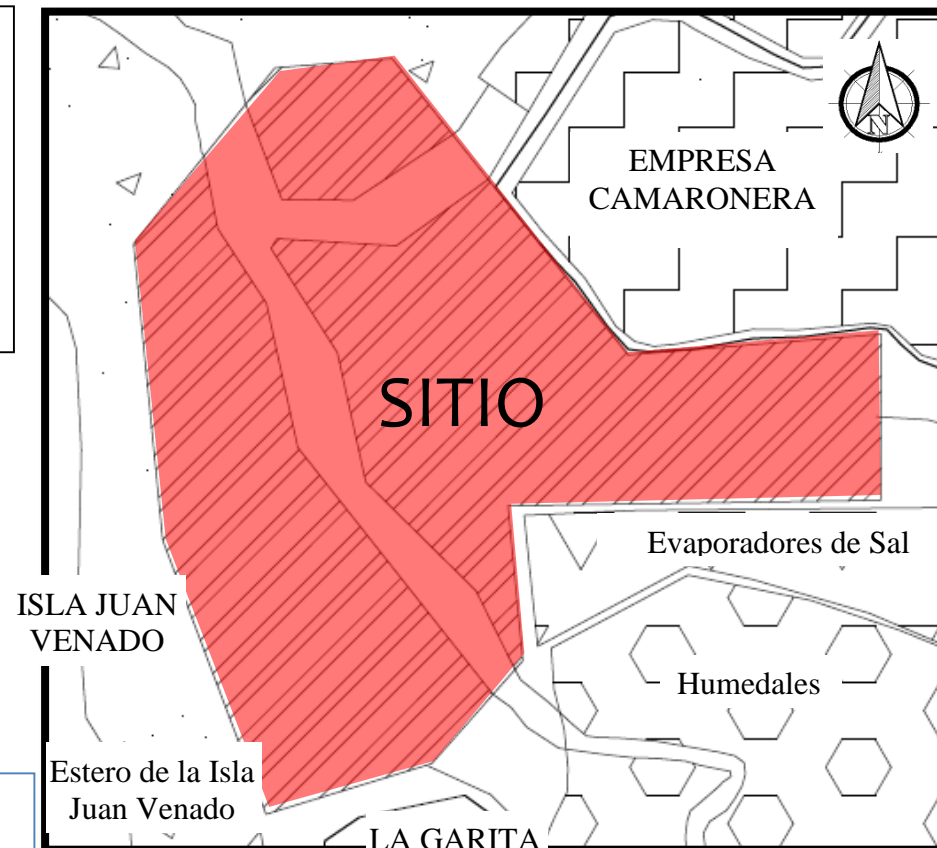 N
EMPRESA
CAMARONERA
SITIO
Evaporadores de Sal
ISLA JUAN
VENADO
Humedales
Estero de la Isla
Juan Venado
LA GARITA